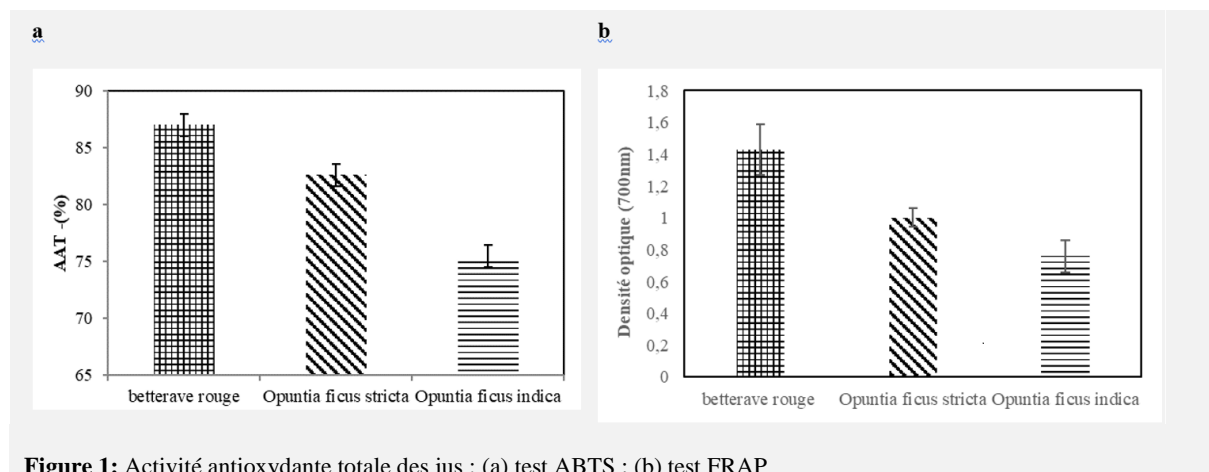 a
b
90
85
80
75
70
65
AAT -(%)
betterave rouge
Opuntia ficus stricta
Opuntia ficus indica
1,8
1,6
1,4
1,2
1
0,8
0,6
0,4
0,2
0
Densité optique (700nm)
betterave rouge
Opuntia ficus stricta
Opuntia ficus indica
Figure 1: Activité antioxydante totale des jus : (a) test ABTS ; (b) test FRAP